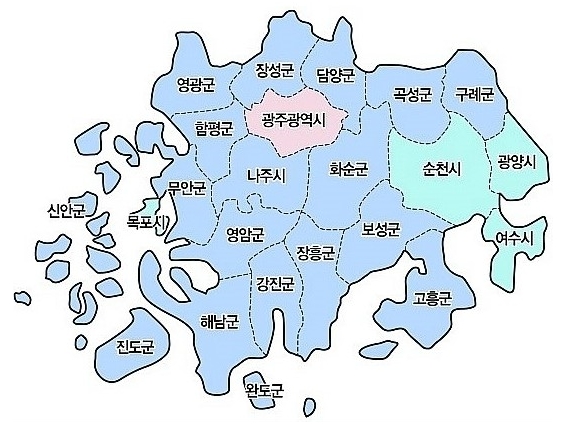 장성군
담양군
영광군
곡성군
구례군
광주광역시
함평군
순천시
광양시
나주시
화순군
무안군
신안군
목포시
보성군
영암군
여수시
장흥군
강진군
고흥군
해남군
진도군
완도군